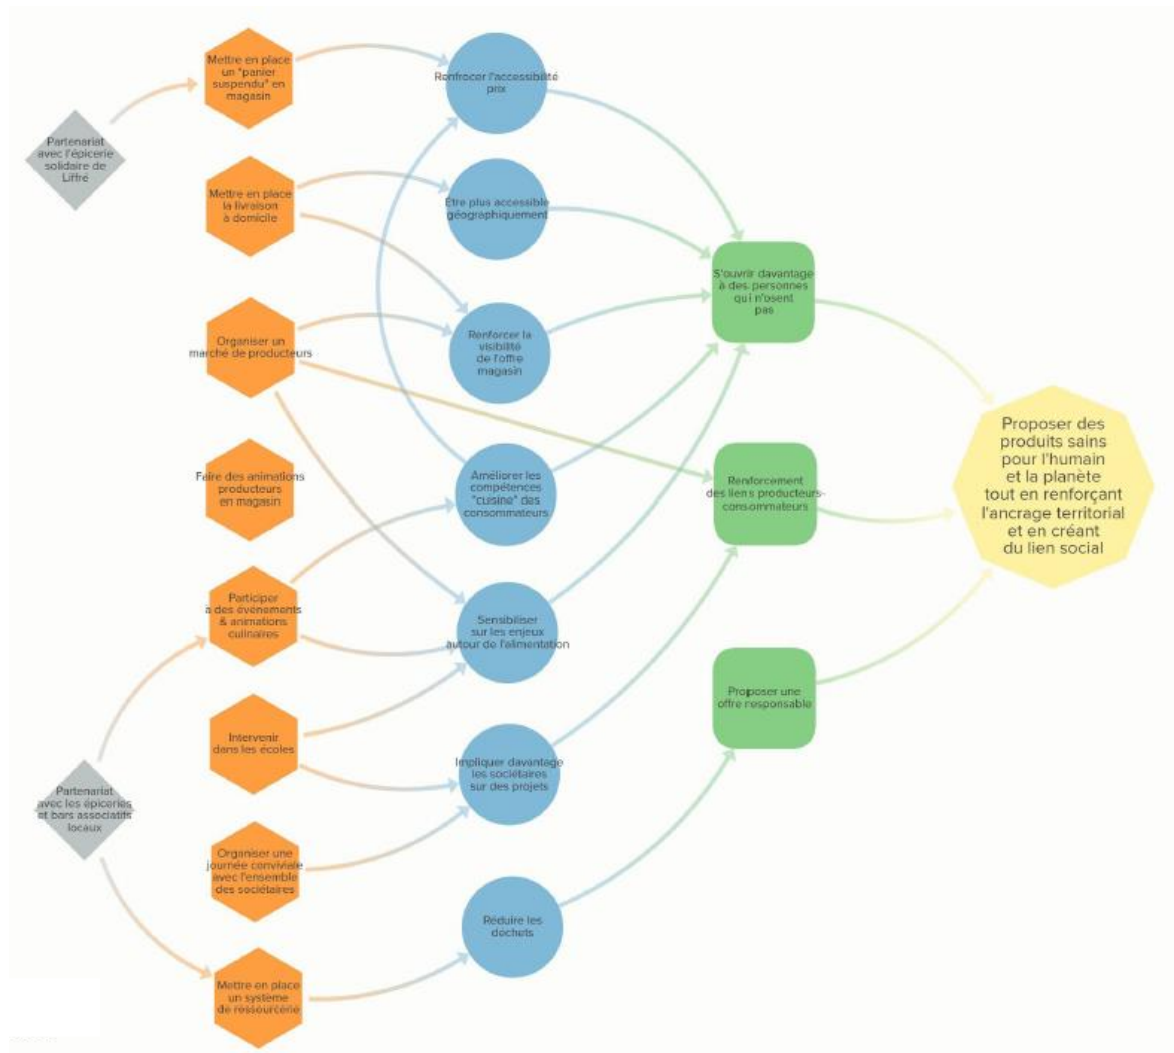 Mettre en place
un "panier
suspendu" en
magasin
Renfrocer l'accessibilité
prix
Partenariat
avec l'épicerie
solidaire de
Liffré
Mettre en place
la livraison
à domicile
Être plus accessible
géographiquement
S'ouvrir davantage
à des personnes
qui n'osent
pas
Organiser un
marché de producteurs
Renforcer la
visibilité
de l'offre
magasin
Proposer des
produits sains
pour l'humain
et la planète
tout en renforçant
l'ancrage territorial
et en créant
du lien social
Faire des animations
producteurs
en magasin
Améliorer les
compétences
"cuisine" des
consommateurs
Renforcement
des liens producteurs-
consommateurs
Participer
à des événements
& animations
culinaires
Sensibiliser
sur les enjeux
autour de l'alimentation
Proposer une
offre responsable
Intervenir
dans les écoles
Impliquer davantage
les sociétaires
sur des projets
Partenariat
avec les épiceries
et bars associatifs
locaux
Organiser une
journée conviviale
avec l'ensemble
des sociétaires
Réduire les
déchets
Mettre en place
un système
de ressourcerie